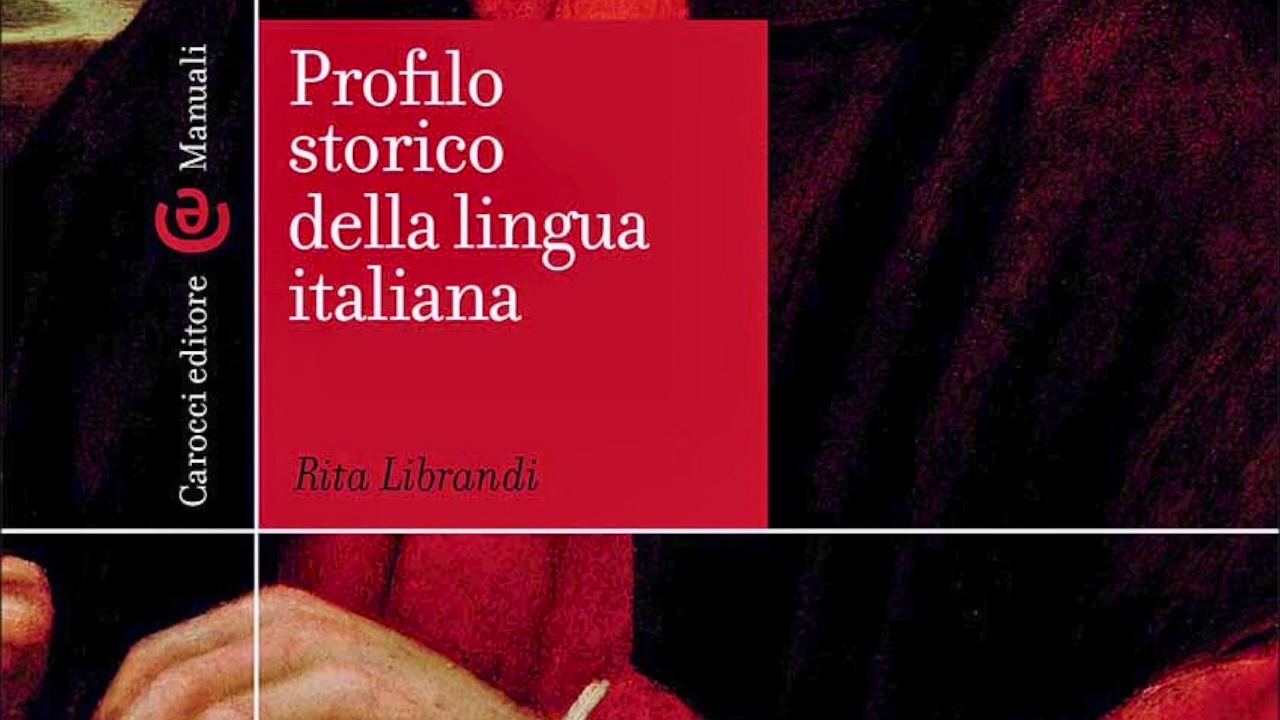 Profilo
storico
della lingua
italiana
Rita Librandi
Carocci editore
Manuali